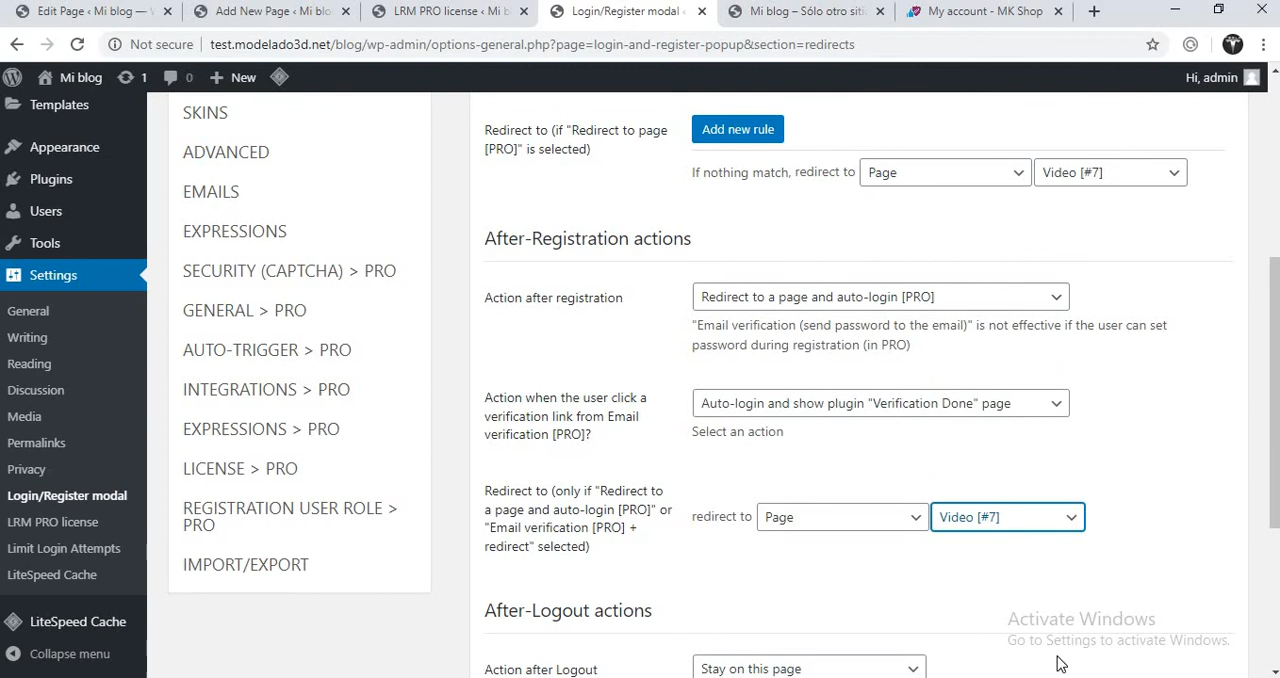 Edit Page ‹ Mi blog —
Add New Page ‹ Mi blo
LRM PRO license ‹ Mi b
Login/Register modal ‹
Mi blog – Sólo otro siti
My account - MK Shop
Not secure
test.modelado3d.net/blog/wp-admin/options-general.php?page=login-and-register-popup&section=redirects
Mi blog
1
0
New
Hi, admin
Templates
Appearance
Plugins
Users
Tools
Settings
General
Writing
Reading
Discussion
Media
Permalinks
Privacy
Login/Register modal
LRM PRO license
Limit Login Attempts
LiteSpeed Cache
LiteSpeed Cache
Collapse menu
SKINS
ADVANCED
EMAILS
EXPRESSIONS
SECURITY (CAPTCHA) > PRO
GENERAL > PRO
AUTO-TRIGGER > PRO
INTEGRATIONS > PRO
EXPRESSIONS > PRO
LICENSE > PRO
REGISTRATION USER ROLE >
PRO
IMPORT/EXPORT
Redirect to (if "Redirect to page
[PRO]" is selected)
Add new rule
If nothing match, redirect to
Page
Video [#7]
After-Registration actions
Action after registration
Redirect to a page and auto-login [PRO]
"Email verification (send password to the email)" is not effective if the user can set
password during registration (in PRO)
Action when the user click a
verification link from Email
verification [PRO]?
Auto-login and show plugin "Verification Done" page
Select an action
Redirect to (only if "Redirect to
a page and auto-login [PRO]" or
"Email verification [PRO] +
redirect" selected)
redirect to
Page
Video [#7]
After-Logout actions
Action after Logout
Stay on this page
Activate Windows
Go to Settings to activate Windows.